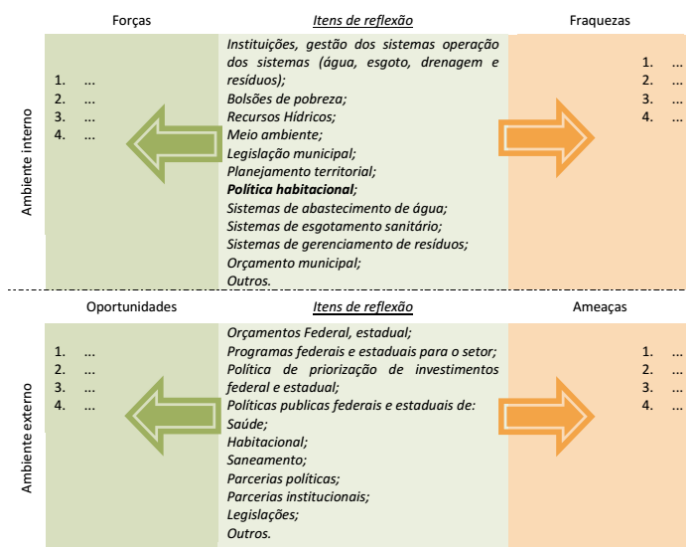 Forças
Itens de reflexão
Fraquezas
Ambiente interno
1. ...
2. ...
3. ...
4. ...
Instituições, gestão dos sistemas operação
dos sistemas (água, esgoto, drenagem e
resíduos);
Bolsões de pobreza;
Recursos Hídricos;
Meio ambiente;
Legislação municipal;
Planejamento territorial;
Política habitacional;
Sistemas de abastecimento de água;
Sistemas de esgotamento sanitário;
Sistemas de gerenciamento de resíduos;
Orçamento municipal;
Outros.
1. ...
2. ...
3. ...
4. ...
Oportunidades
Itens de reflexão
Ameaças
Ambiente externo
1. ...
2. ...
3. ...
4. ...
Orçamentos Federal, estadual;
Programas federais e estaduais para o setor;
Política de priorização de investimentos
federal e estadual;
Políticas publicas federais e estaduais de:
Saúde;
Habitacional;
Saneamento;
Parcerias políticas;
Parcerias institucionais;
Legislações;
Outros.
1. ...
2. ...
3. ...
4. ...